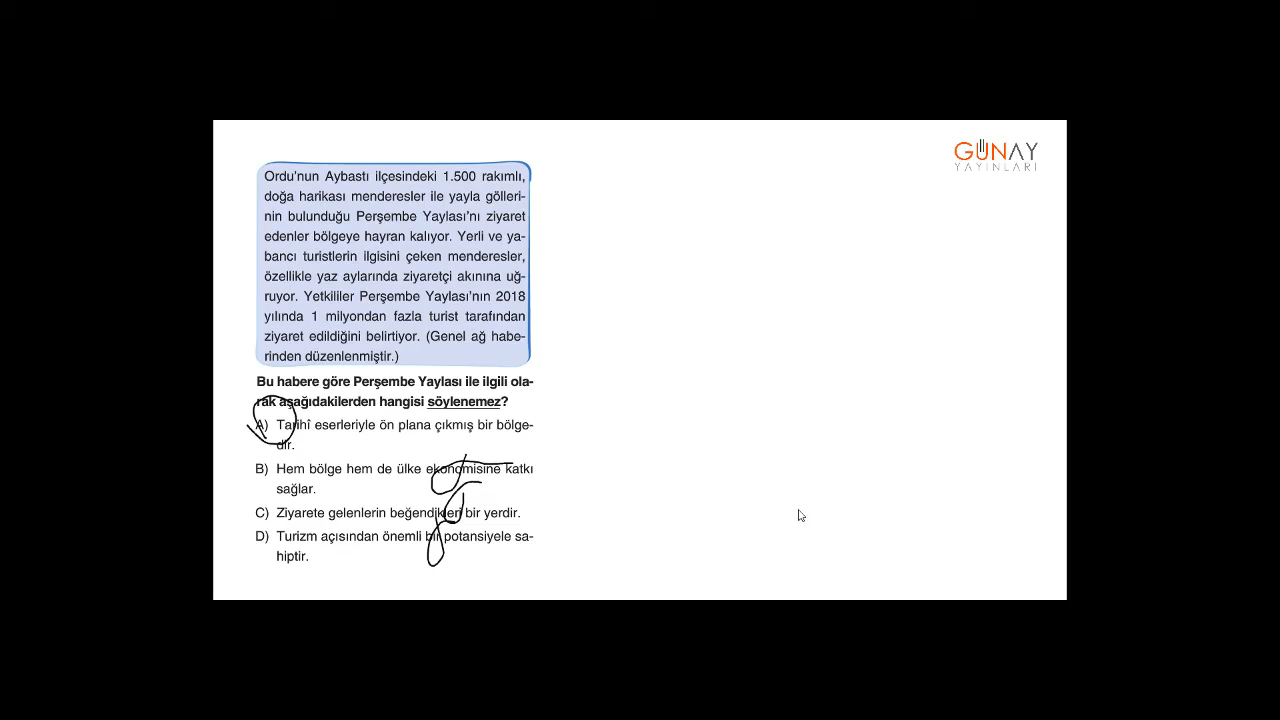 GÜNAY
YAYINLARI
Ordu'nun Aybastı ilçesindeki 1.500 rakımlı,
doğa harikası menderesler ile yayla gölleri-
nin bulunduğu Perşembe Yaylası'nı ziyaret
edenler bölgeye hayran kalıyor. Yerli ve ya-
bancı turistlerin ilgisini çeken menderesler,
özellikle yaz aylarında ziyaretçi akınına uğ-
ruyor. Yetkililer Perşembe Yaylası'nın 2018
yılında 1 milyondan fazla turist tarafından
ziyaret edildiğini belirtiyor. (Genel ağ habe-
rinden düzenlenmiştir.)
Bu habere göre Perşembe Yaylası ile ilgili ola-
rak aşağıdakilerden hangisi söylenemez?
A) Tarihî eserleriyle ön plana çıkmış bir bölge-
dir.
B) Hem bölge hem de ülke ekonomisine katkı
sağlar.
C) Ziyarete gelenlerin beğendikleri bir yerdir.
D) Turizm açısından önemli bir potansiyele sa-
hiptir.